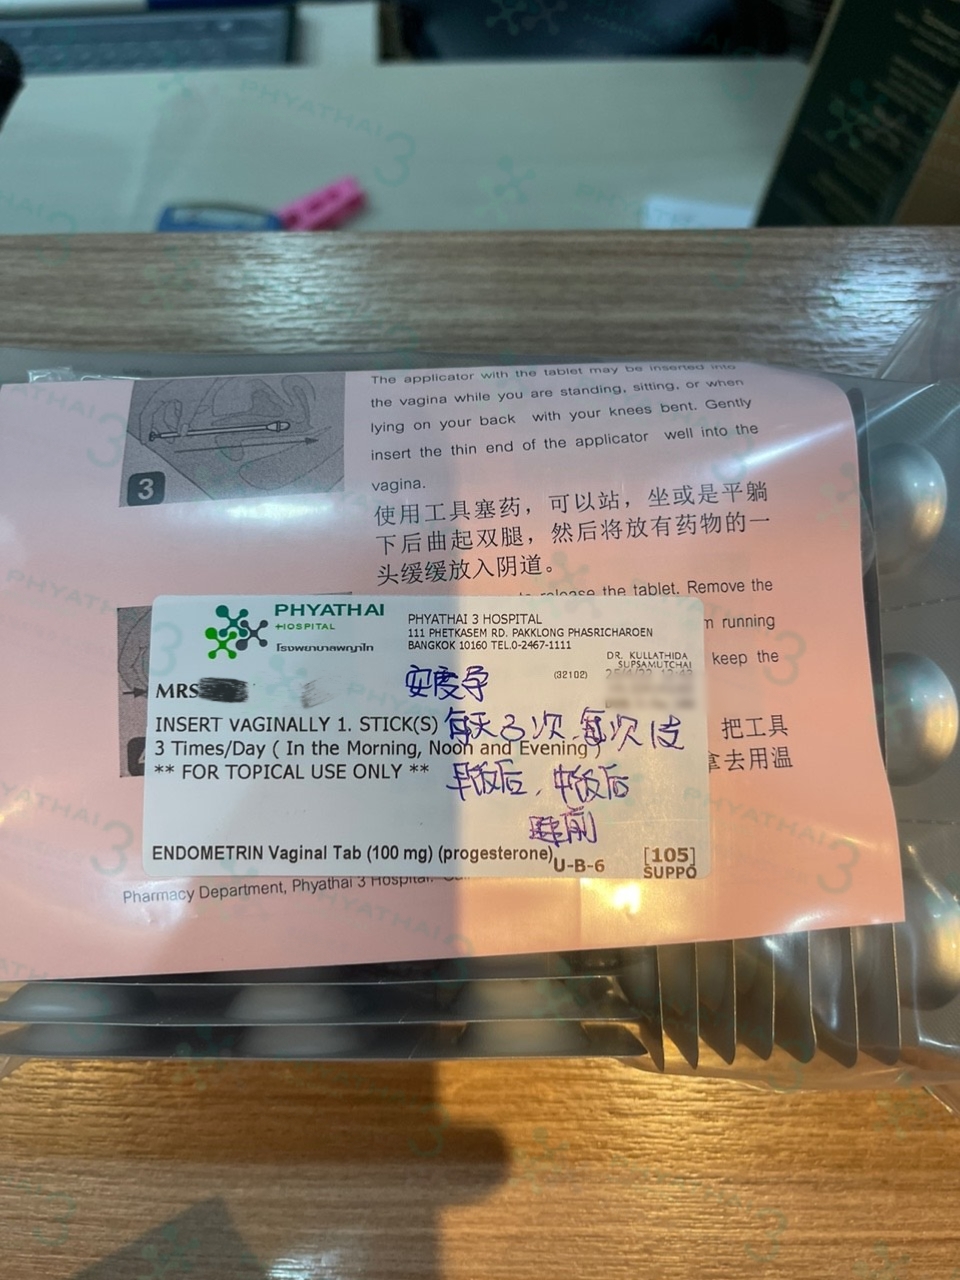 PHYATHAI 3
The applicator with the tablet may be inserted into
the vagina while you are standing, sitting, or when
lying on your back with your knees bent. Gently
insert the thin end of the applicator well into the
vagina.
3
使用工具塞药，可以站，坐或是平躺
下后曲起双腿，然后将放有药物的一
头缓缓放入阴道。
release the tablet. Remove the
running
keep the
把工具
拿去用温
PHYATHAI
HOSPITAL
โรงพยาบาลพญาไท
PHYATHAI 3 HOSPITAL
111 PHETKASEM RD. PAKKLONG PHASRICHAROEN
BANGKOK 10160 TEL.0-2467-1111
DR. KULLATHIDA
SUPSAMUTCHAI
(32102)
MRS
安度孕
INSERT VAGINALLY 1. STICK(S) 每天3次,每次1支
3 Times/Day ( In the Morning, Noon and Evening )
** FOR TOPICAL USE ONLY ** 早饭后,中饭后
睡前
ENDOMETRIN Vaginal Tab (100 mg) (progesterone)
U-B-6
[105]
SUPPO
Pharmacy Department, Phyathai 3 Hospital.